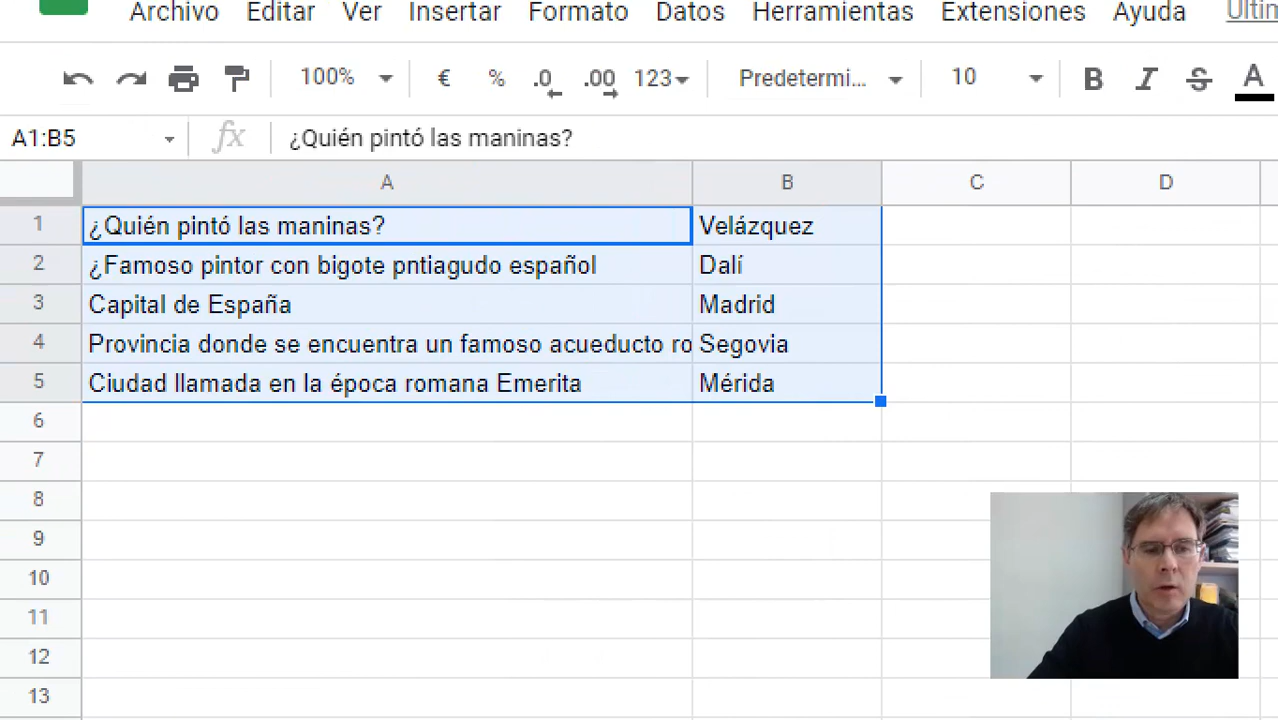 Archivo Editar Ver Insertar Formato Datos Herramientas Extensiones Ayuda
100% € % .0 .00 123 Predetermi... 10 B I S A
A1:B5 fx ¿Quién pintó las maninas?
A B C D
1 ¿Quién pintó las maninas? Velázquez
2 ¿Famoso pintor con bigote pntiagudo español Dalí
3 Capital de España Madrid
4 Provincia donde se encuentra un famoso acueducto ro Segovia
5 Ciudad llamada en la época romana Emerita Mérida
6
7
8
9
10
11
12
13